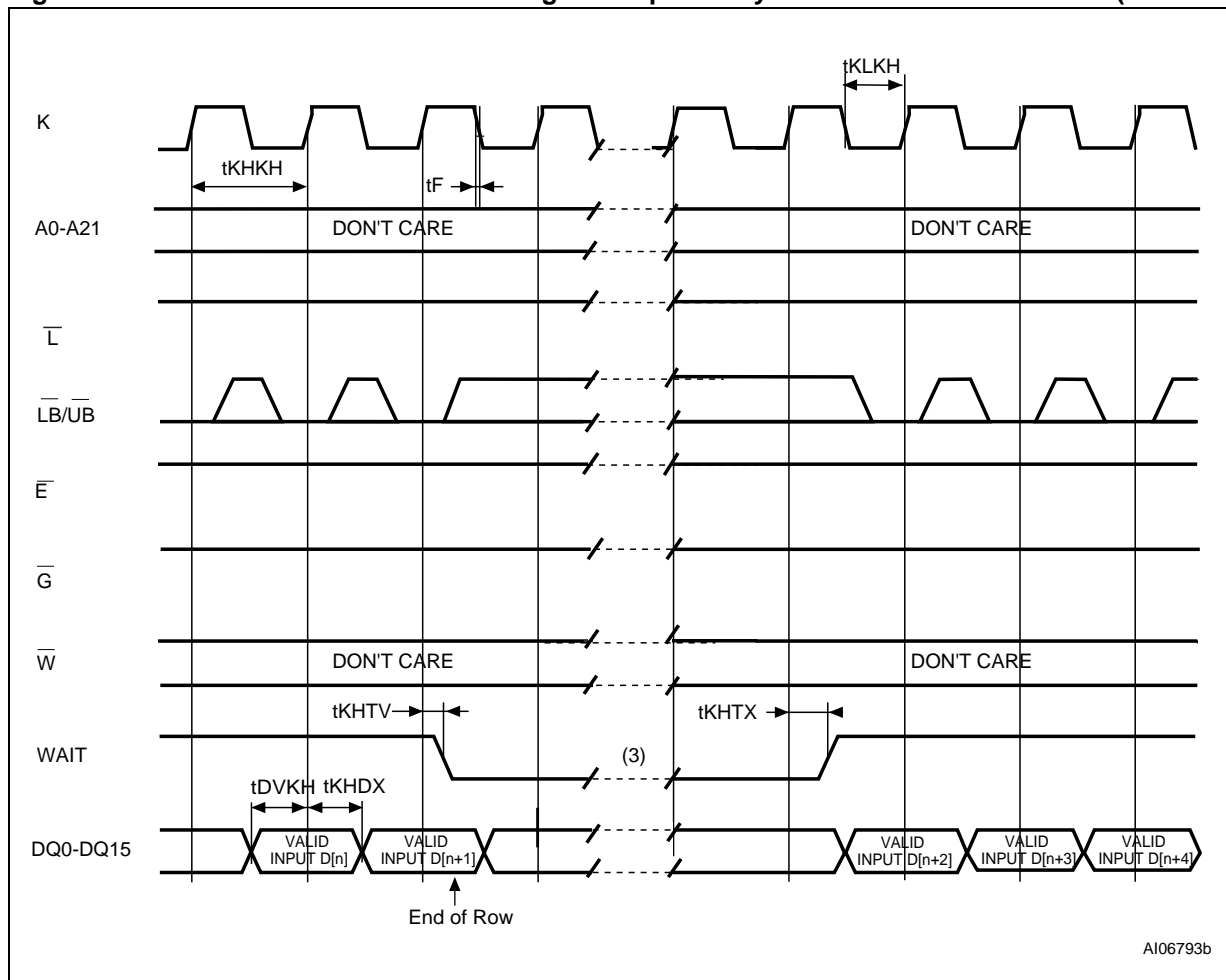 tKLKH
K
tKHKH
tF
A0-A21
DON'T CARE
DON'T CARE
L
LB/UB
E
G
W
DON'T CARE
DON'T CARE
tKHTV
tKHTX
WAIT
(3)
tDVKH
tKHDX
DQ0-DQ15
VALID
INPUT D[n]
VALID
INPUT D[n+1]
VALID
INPUT D[n+2]
VALID
INPUT D[n+3]
VALID
INPUT D[n+4]
End of Row
AI06793b